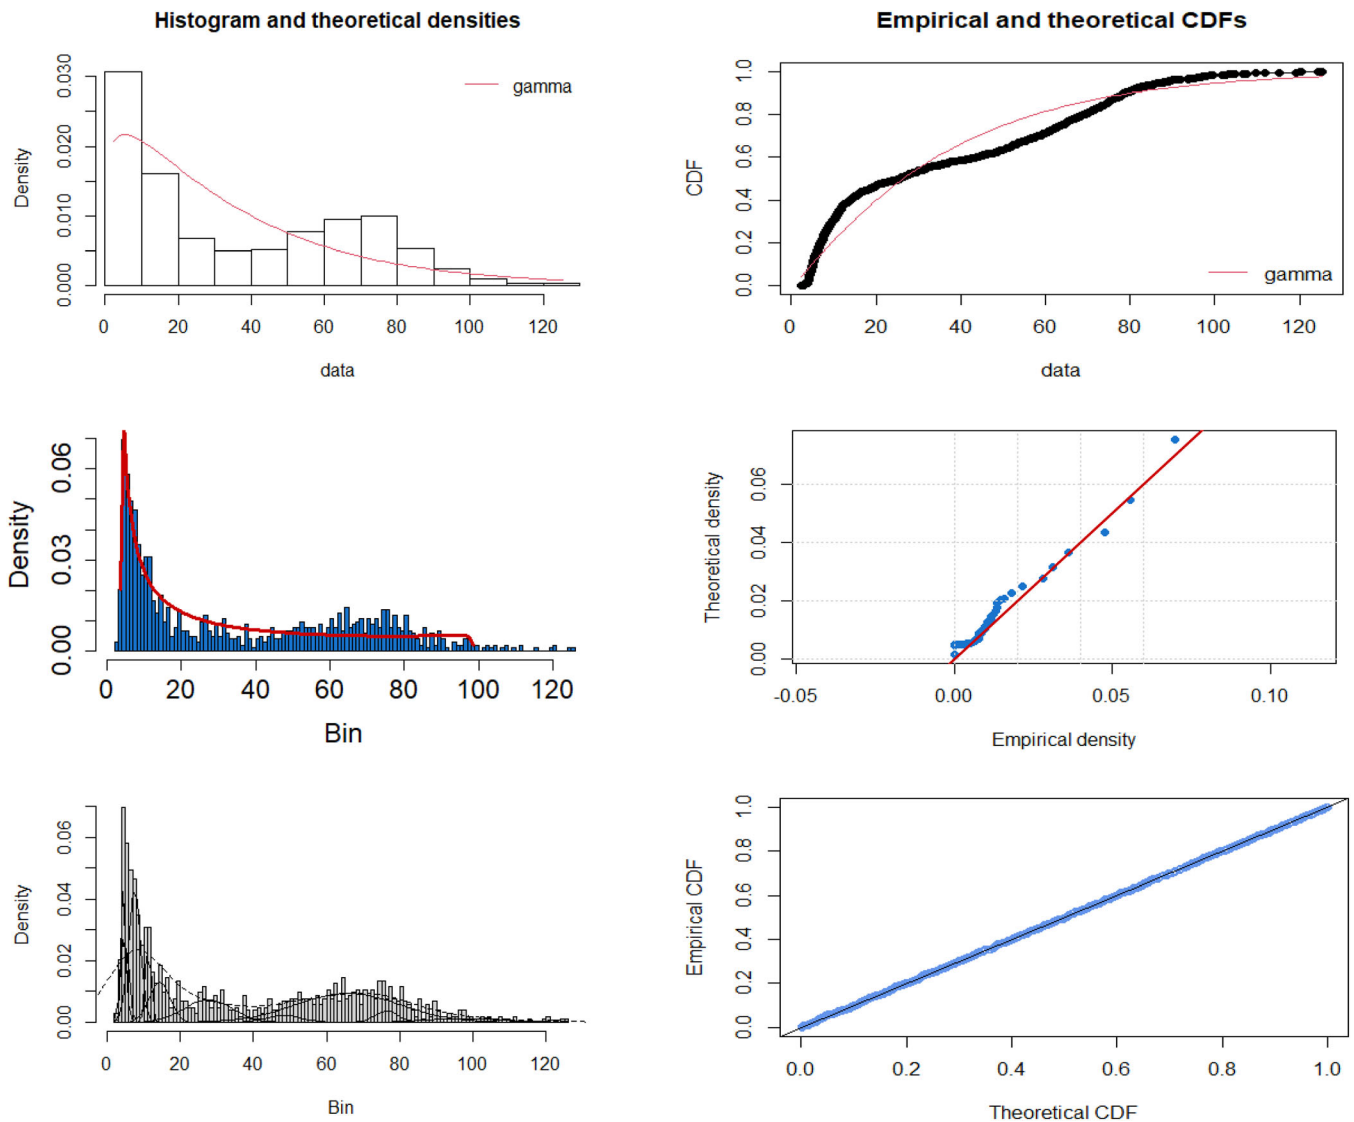 Histogram and theoretical densities
Density
0.000 0.010 0.020 0.030
gamma
0 20 40 60 80 100 120
data
Empirical and theoretical CDFs
CDF
0.0 0.2 0.4 0.6 0.8 1.0
gamma
0 20 40 60 80 100 120
data
Density
0.00 0.03 0.06
0 20 40 60 80 100 120
Bin
Theoretical density
0.00 0.02 0.04 0.06
-0.05 0.00 0.05 0.10
Empirical density
Density
0.00 0.02 0.04 0.06
0 20 40 60 80 100 120
Bin
Empirical CDF
0.0 0.2 0.4 0.6 0.8 1.0
0.0 0.2 0.4 0.6 0.8 1.0
Theoretical CDF